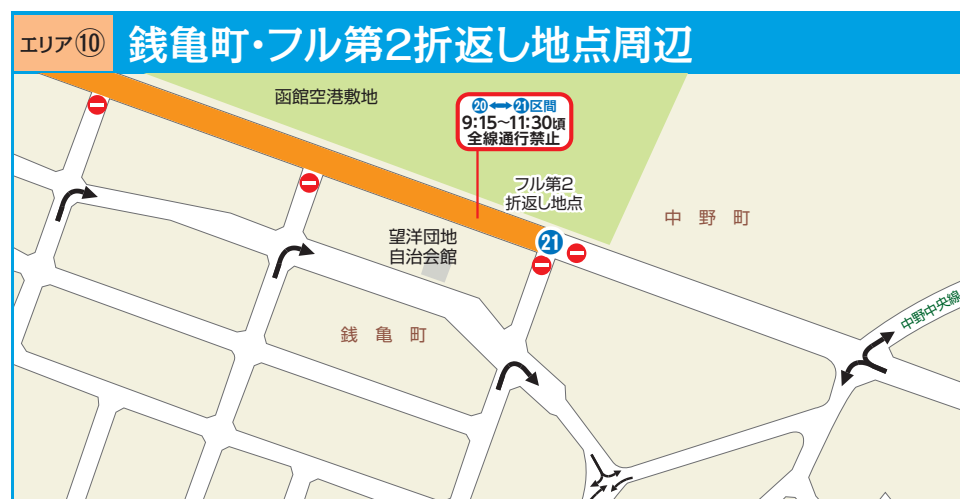 エリア⑩
銭亀町・フル第2折返し地点周辺
函館空港敷地
⑳⟷㉑区間
9:15~11:30頃
全線通行禁止
フル第2
折返し地点
中野町
望洋団地
自治会館
21
銭亀町
中野中央線